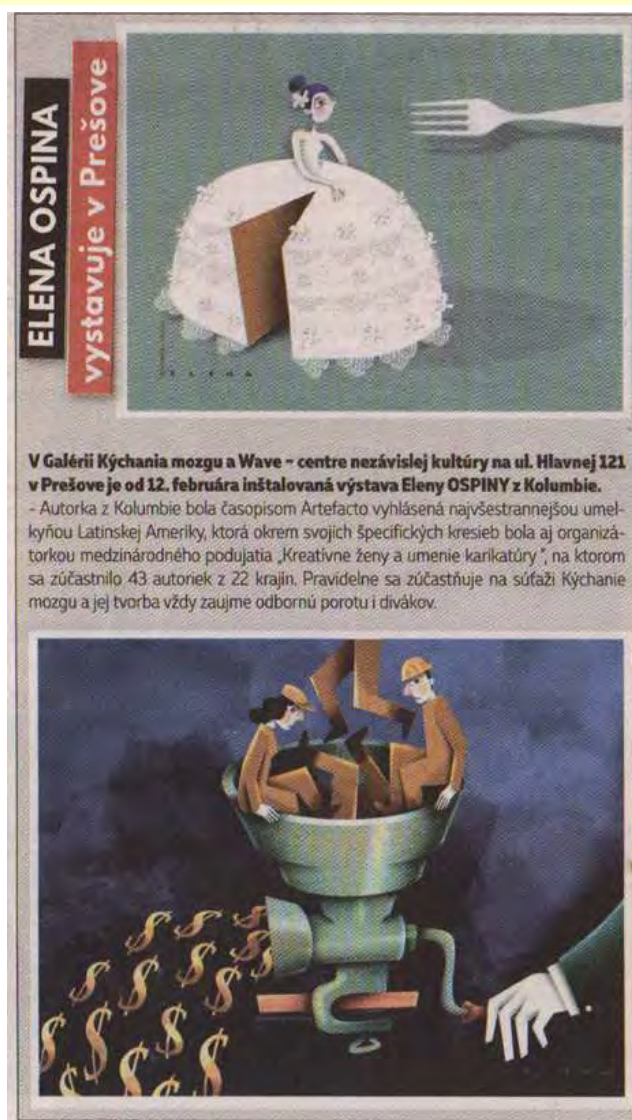 ELENA OSPINA
vystavuje v Prešove
ELENA
V Galérii Kýchania mozgu a Wave – centre nezávislej kultúry na ul. Hlavnej 121
v Prešove je od 12. februára inštalovaná výstava Eleny OSPINY z Kolumbie.
- Autorka z Kolumbie bola časopisom Artefacto vyhlásená najvšestrannejšou umel-
kyňou Latinskej Ameriky, ktorá okrem svojich špecifických kresieb bola aj organizá-
torkou medzinárodného podujatia „Kreatívne ženy a umenie karikatúry", na ktorom
sa zúčastnilo 43 autoriek z 22 krajín. Pravidelne sa zúčastňuje na súťaži Kýchanie
mozgu a jej tvorba vždy zaujme odbornú porotu i divákov.